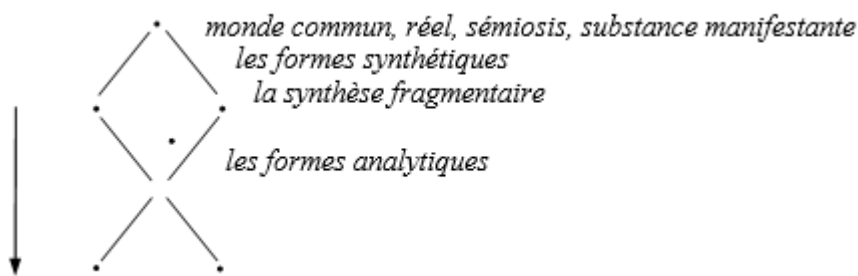 monde commun, réel, sémiosis, substance manifestante
les formes synthétiques
la synthèse fragmentaire
les formes analytiques